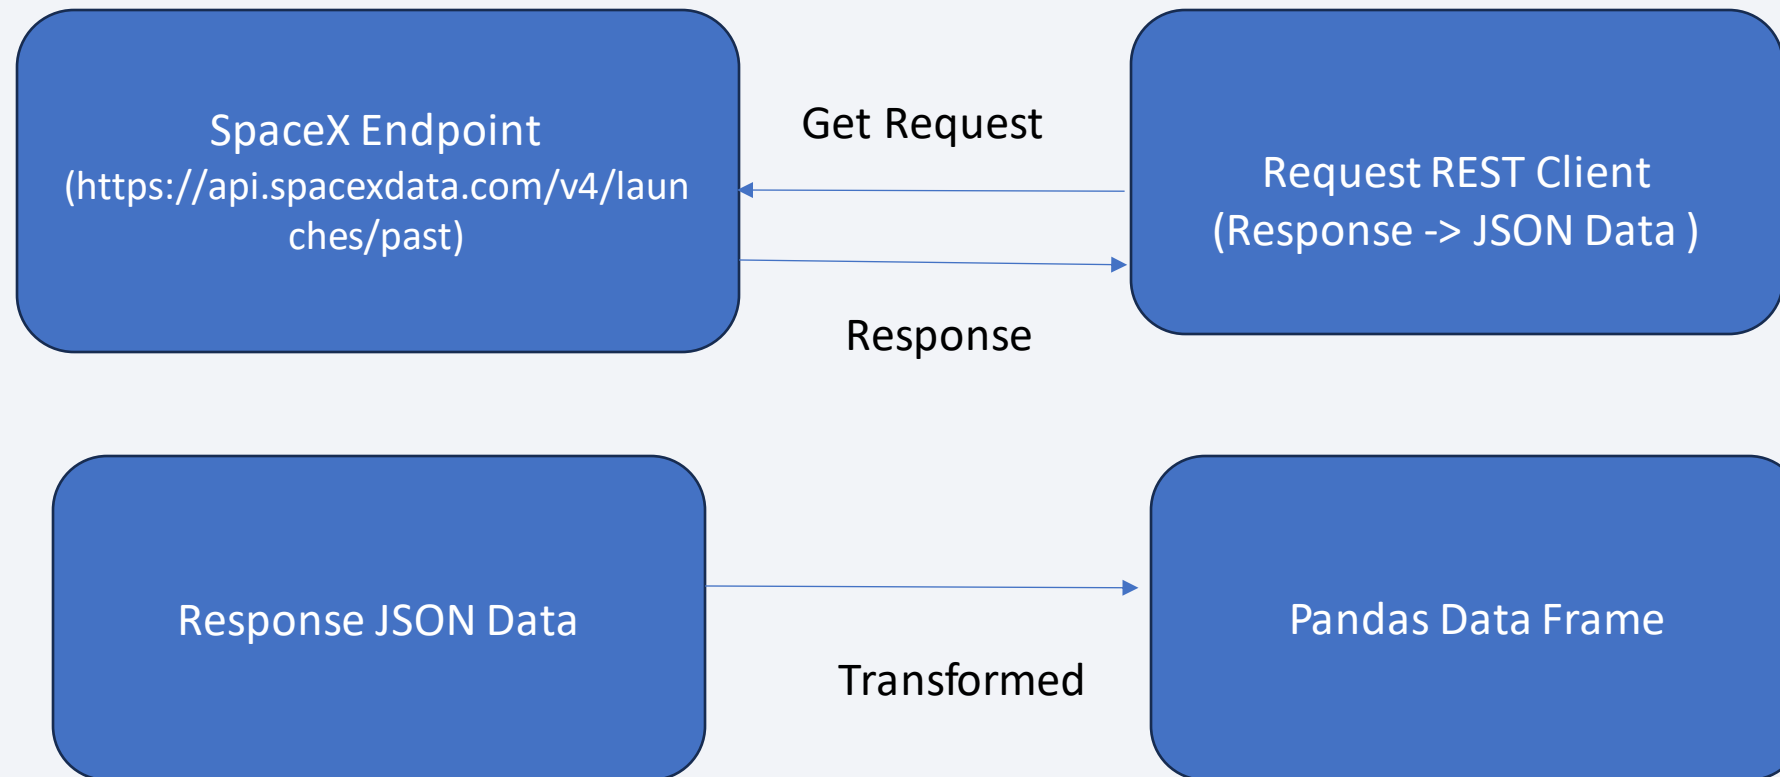 SpaceX Endpoint
(https://api.spacexdata.com/v4/laun
ches/past)
Get Request
Response
Request REST Client
(Response -> JSON Data )
Response JSON Data
Transformed
Pandas Data Frame